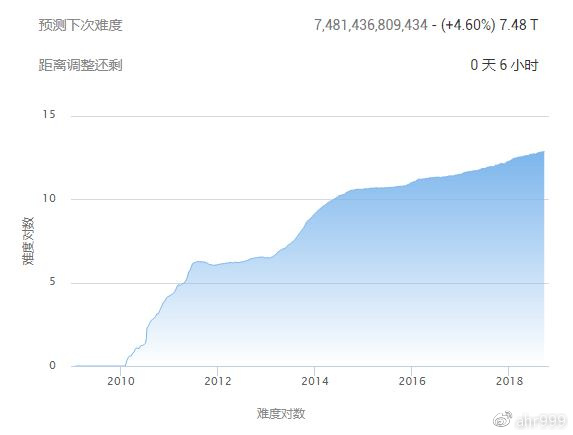 预测下次难度 7,481,436,809,434 - (+4.60%) 7.48 T
距离调整还剩 0 天 6 小时
15
10
5
0
难度对数
2010 2012 2014 2016 2018
难度对数
ahr999